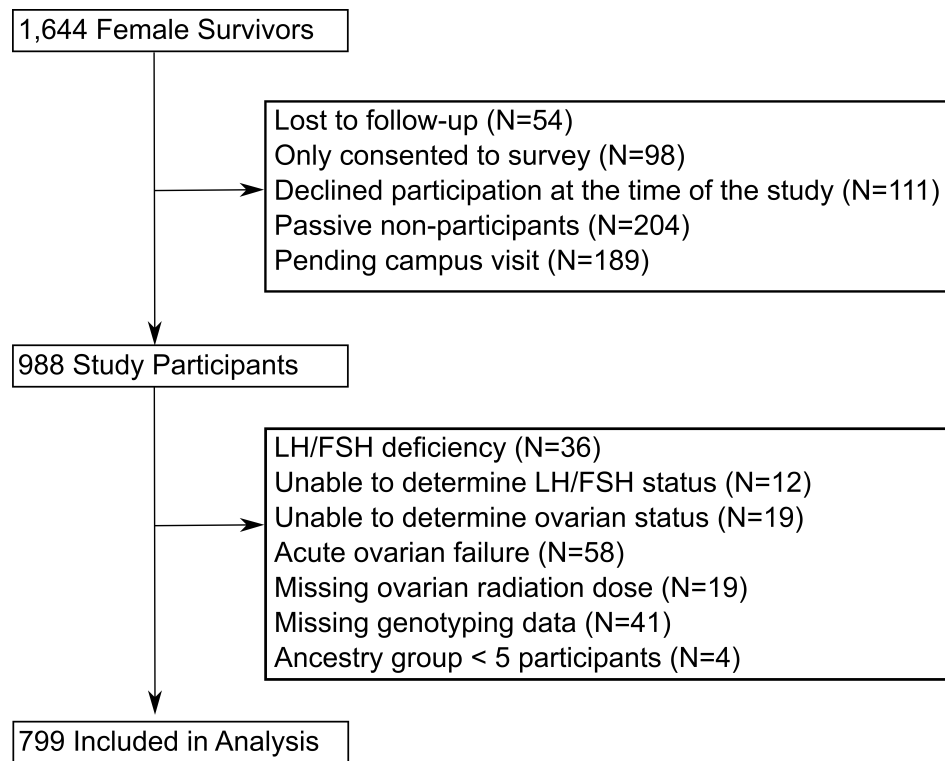 1,644 Female Survivors
Lost to follow-up (N=54)
Only consented to survey (N=98)
Declined participation at the time of the study (N=111)
Passive non-participants (N=204)
Pending campus visit (N=189)
988 Study Participants
LH/FSH deficiency (N=36)
Unable to determine LH/FSH status (N=12)
Unable to determine ovarian status (N=19)
Acute ovarian failure (N=58)
Missing ovarian radiation dose (N=19)
Missing genotyping data (N=41)
Ancestry group < 5 participants (N=4)
799 Included in Analysis